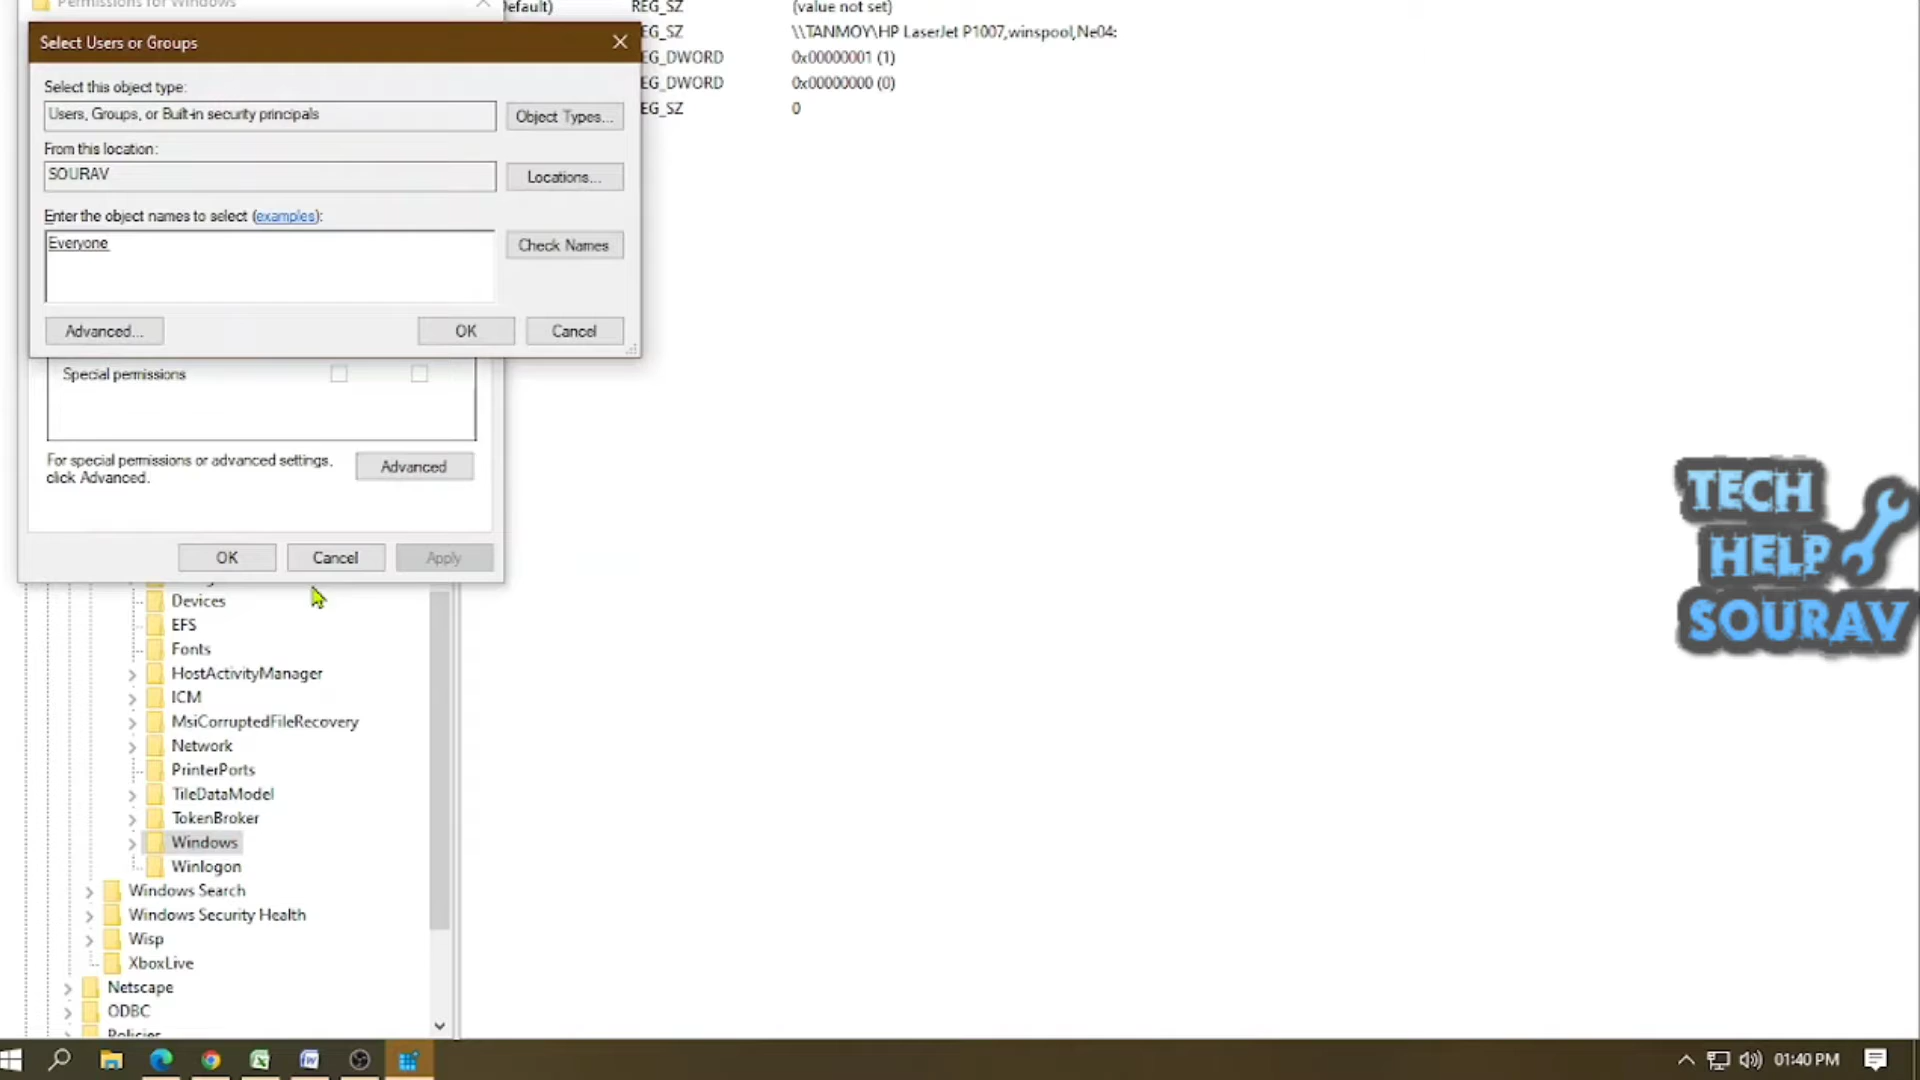 Permissions for Windows
Default)
REG_SZ
(value not set)
Select Users or Groups
EG_SZ
\\TANMOY\HP LaserJet P1007,winspool,Ne04:
EG_DWORD
0x00000001 (1)
EG_DWORD
0x00000000 (0)
EG_SZ
0
Select this object type:
Users, Groups, or Built-in security principals
Object Types...
From this location:
SOURAV
Locations...
Enter the object names to select (examples):
Everyone
Check Names
Advanced...
OK
Cancel
Special permissions
For special permissions or advanced settings,
click Advanced.
Advanced
OK
Cancel
Apply
Devices
EFS
Fonts
HostActivityManager
ICM
MsiCorruptedFileRecovery
Network
PrinterPorts
TileDataModel
TokenBroker
Windows
Winlogon
Windows Search
Windows Security Health
Wisp
XboxLive
Netscape
ODBC
Policies
TECH
HELP
SOURAV
01:40 PM